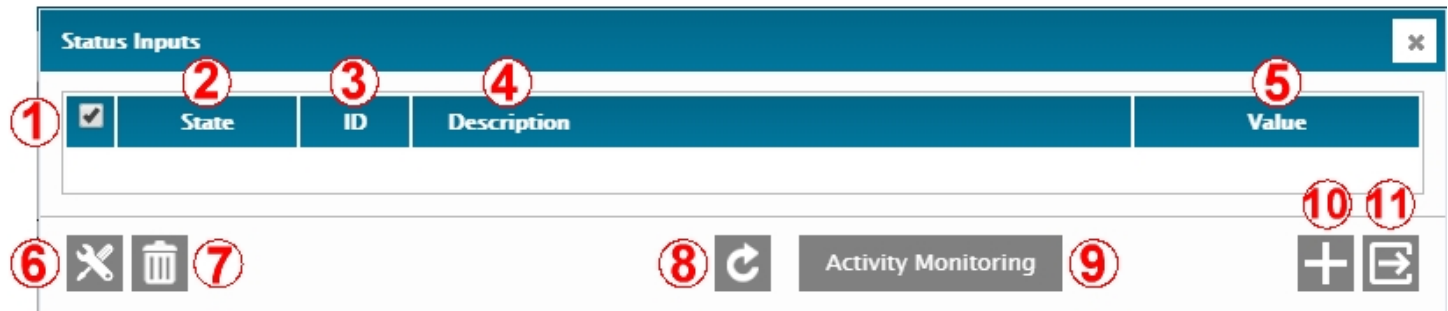 Status Inputs
2 3 4 5
1 State ID Description Value
10 11
6 7 8 Activity Monitoring 9